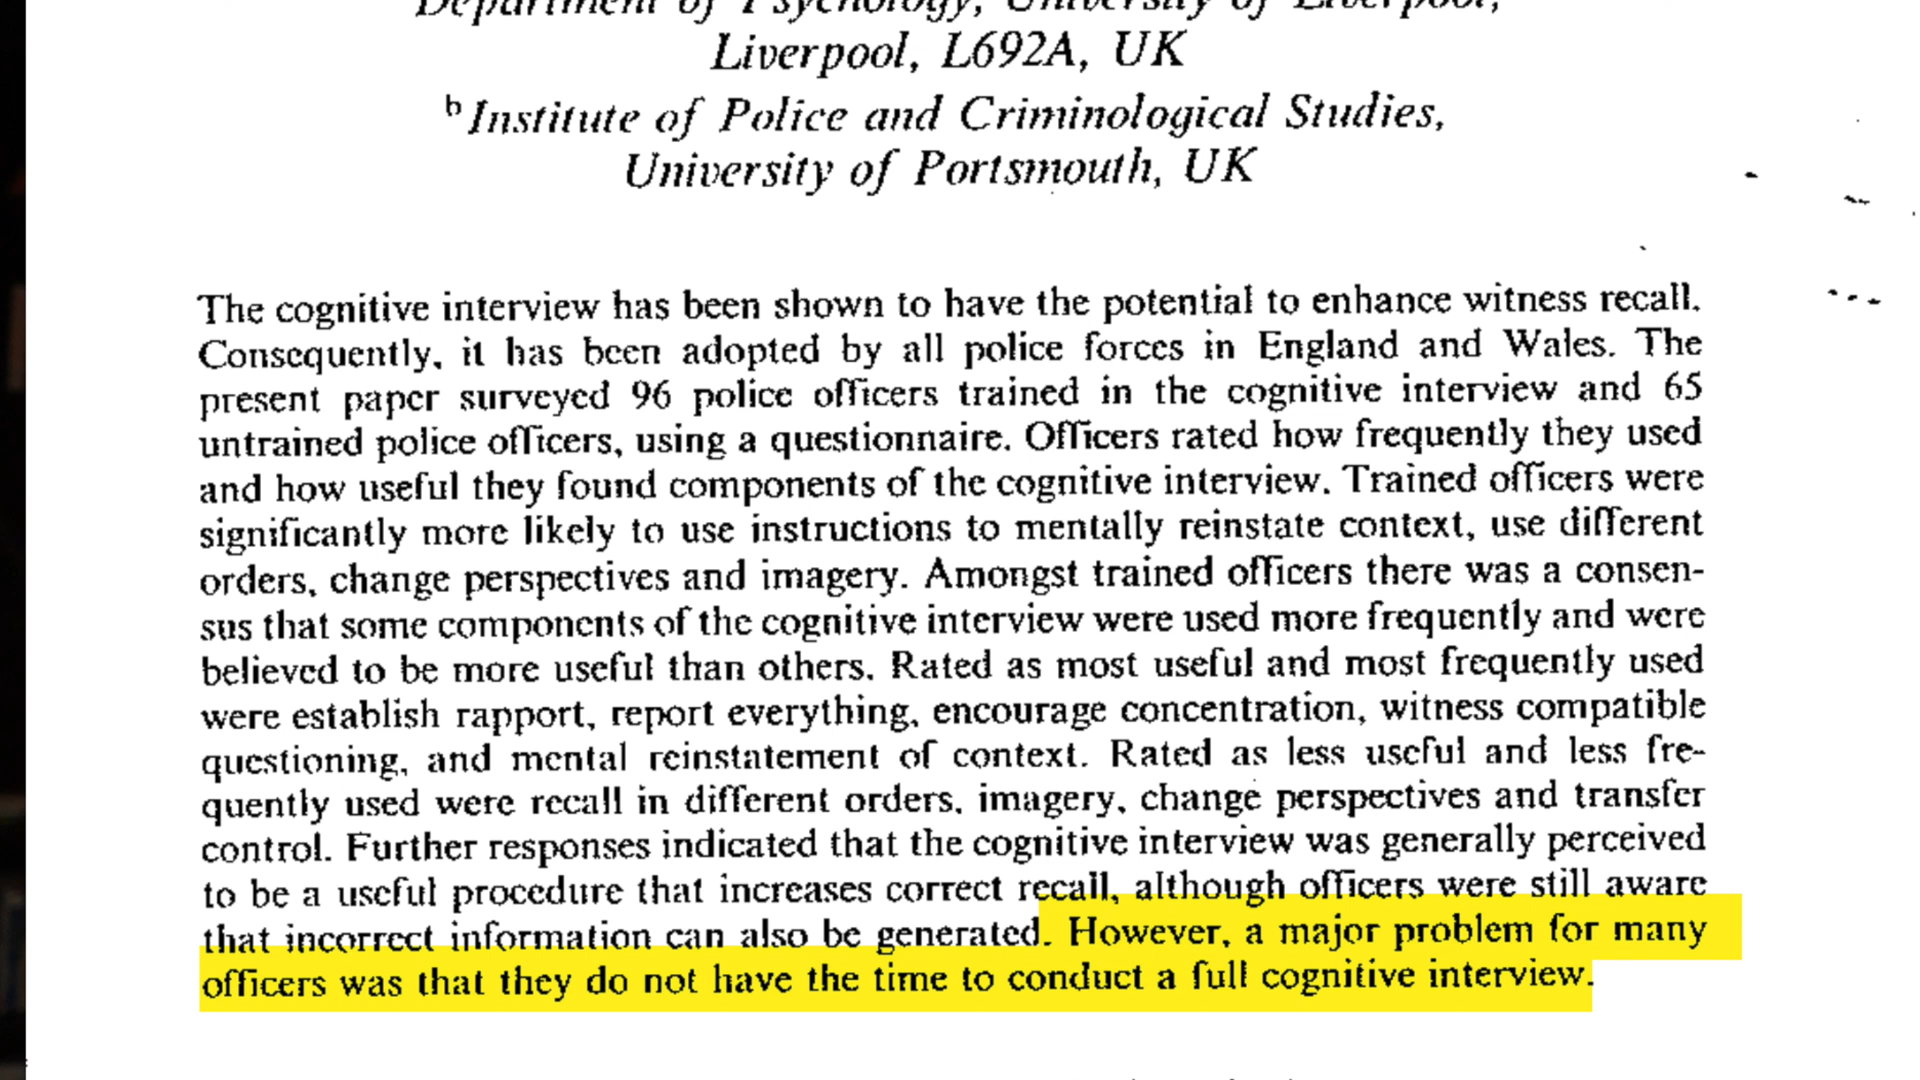 Department of Psychology, University of Liverpool,
Liverpool, L692A, UK
b Institute of Police and Criminological Studies,
University of Portsmouth, UK
The cognitive interview has been shown to have the potential to enhance witness recall.
Consequently, it has been adopted by all police forces in England and Wales. The
present paper surveyed 96 police officers trained in the cognitive interview and 65
untrained police officers, using a questionnaire. Officers rated how frequently they used
and how useful they found components of the cognitive interview. Trained officers were
significantly more likely to use instructions to mentally reinstate context, use different
orders, change perspectives and imagery. Amongst trained officers there was a consen-
sus that some components of the cognitive interview were used more frequently and were
believed to be more useful than others. Rated as most useful and most frequently used
were establish rapport, report everything, encourage concentration, witness compatible
questioning, and mental reinstatement of context. Rated as less useful and less fre-
quently used were recall in different orders, imagery, change perspectives and transfer
control. Further responses indicated that the cognitive interview was generally perceived
to be a useful procedure that increases correct recall, although officers were still aware
that incorrect information can also be generated. However, a major problem for many
officers was that they do not have the time to conduct a full cognitive interview.